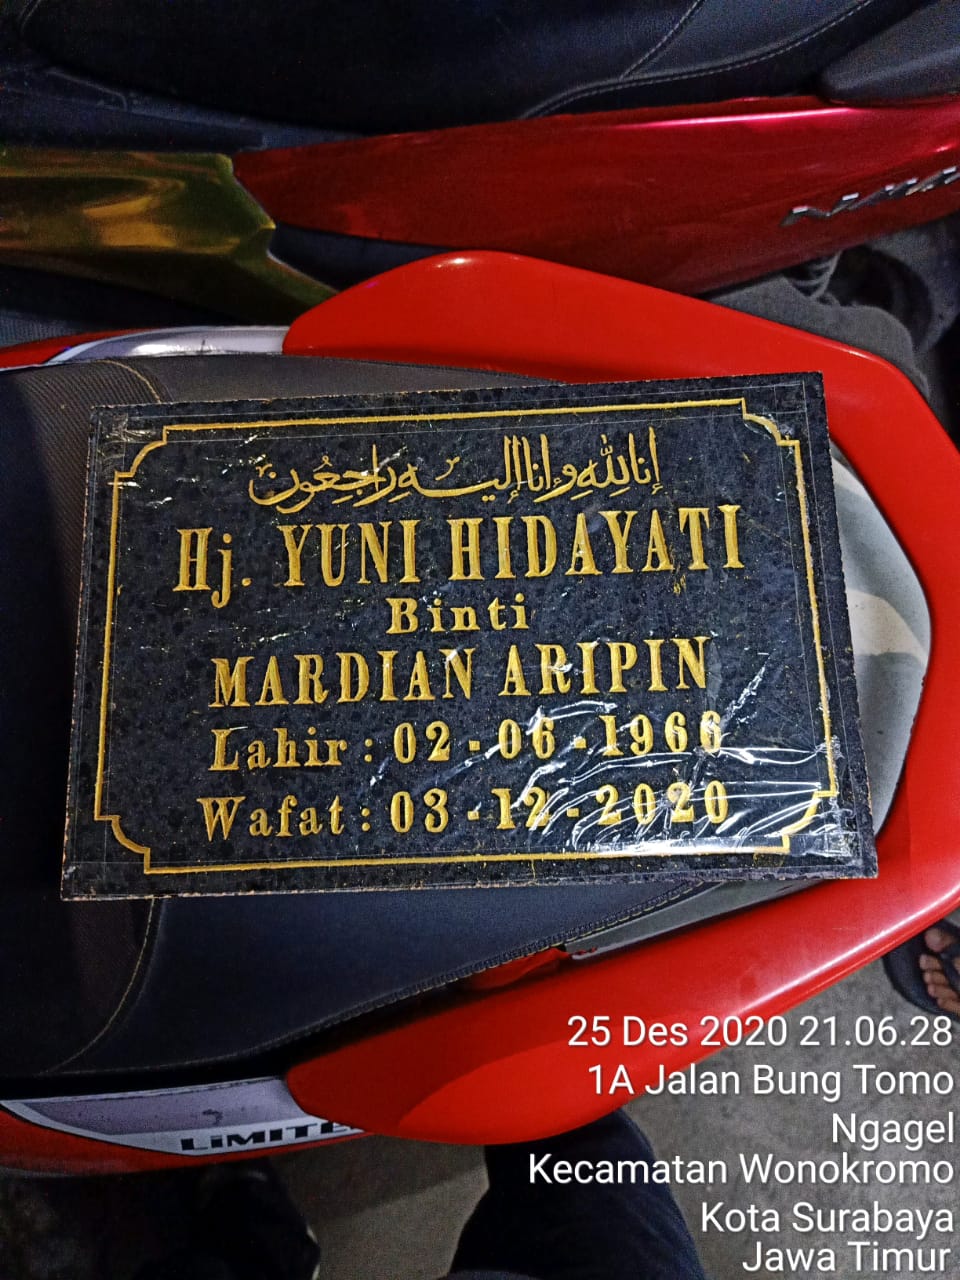 إنا لله وإنا إليه راجعون
Hj. YUNI HIDAYATI
Binti
MARDIAN ARIPIN
Lahir : 02 - 06 - 1966
Wafat : 03 - 12 - 2020
25 Des 2020 21.06.28
1A Jalan Bung Tomo
Ngagel
Kecamatan Wonokromo
Kota Surabaya
Jawa Timur